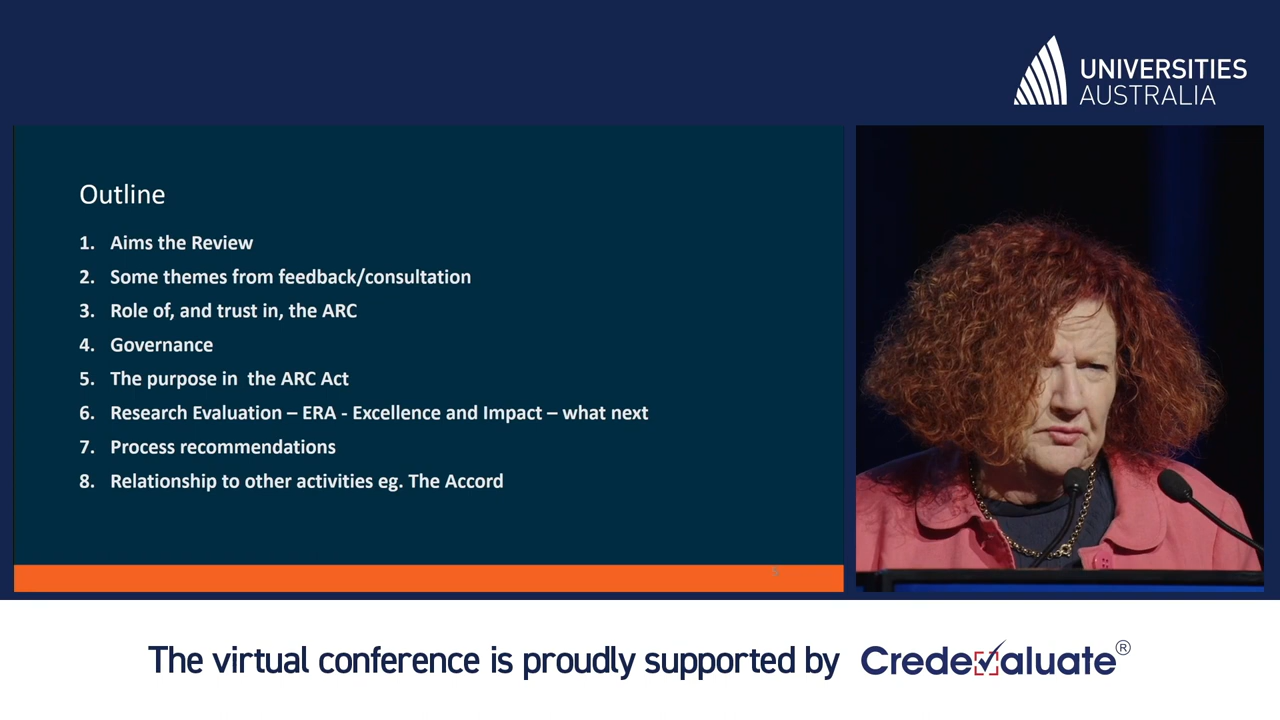 UNIVERSITIES
AUSTRALIA
Outline
1. Aims the Review
2. Some themes from feedback/consultation
3. Role of, and trust in, the ARC
4. Governance
5. The purpose in  the ARC Act
6. Research Evaluation – ERA - Excellence and Impact – what next
7. Process recommendations
8. Relationship to other activities eg. The Accord
The virtual conference is proudly supported by Credevaluate®